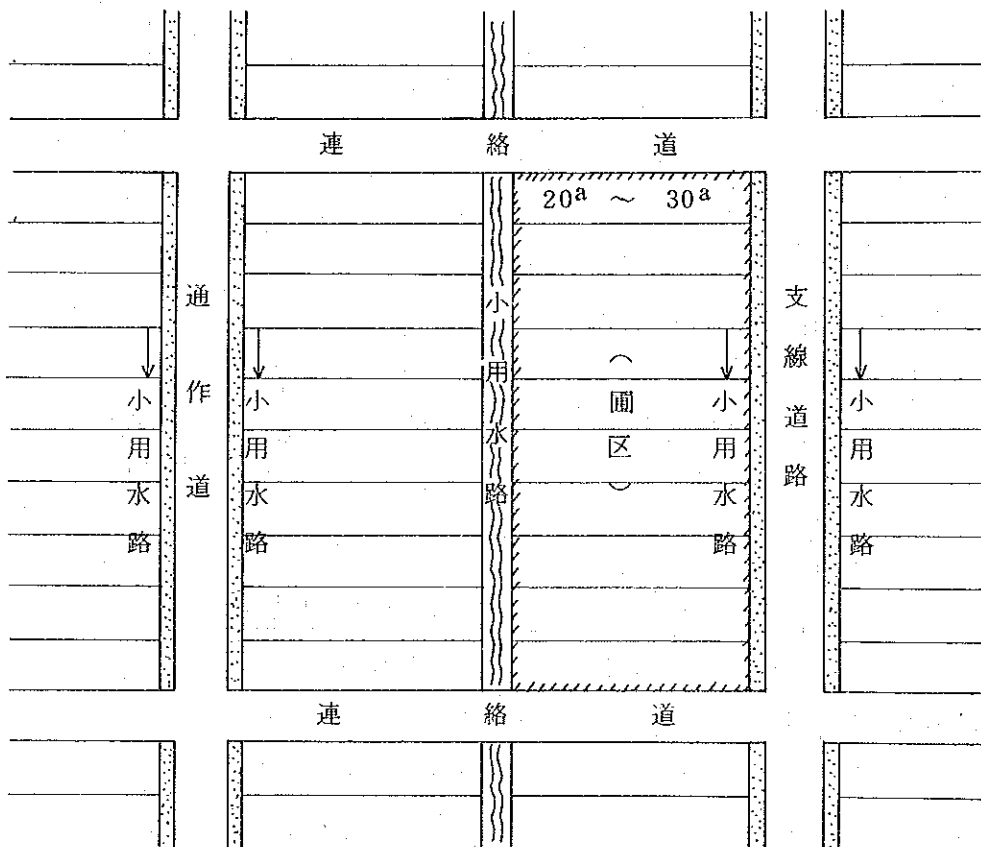 連絡道
20a ～ 30a
通作道
小用水路
小用水路
小用水路
（圃区）
小用水路
支線道路
小用水路
連絡道